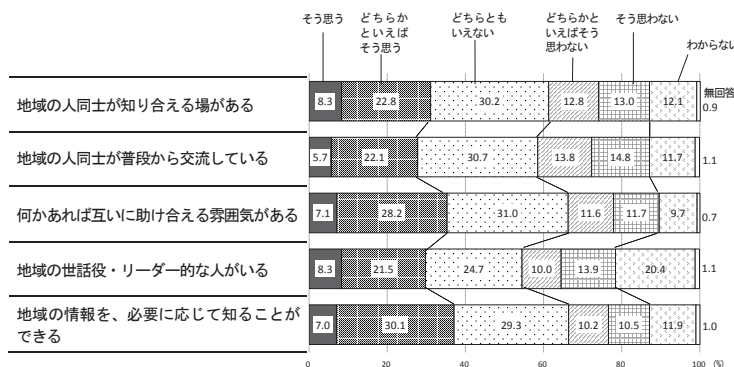 そう思う
どちらか
といえば
そう思う
どちらとも
いえない
どちらかと
いえばそう
思わない
そう思わない
わからない
無回答
地域の人同士が知り合える場がある
8.3 22.8 30.2 12.8 13.0 12.1 0.9
地域の人同士が普段から交流している
5.7 22.1 30.7 13.8 14.8 11.7 1.1
何かあれば互いに助け合える雰囲気がある
7.1 28.2 31.0 11.6 11.7 9.7 0.7
地域の世話役・リーダー的な人がいる
8.3 21.5 24.7 10.0 13.9 20.4 1.1
地域の情報を、必要に応じて知ることが
できる
7.0 30.1 29.3 10.2 10.5 11.9 1.0
0 20 40 60 80 100 (%)